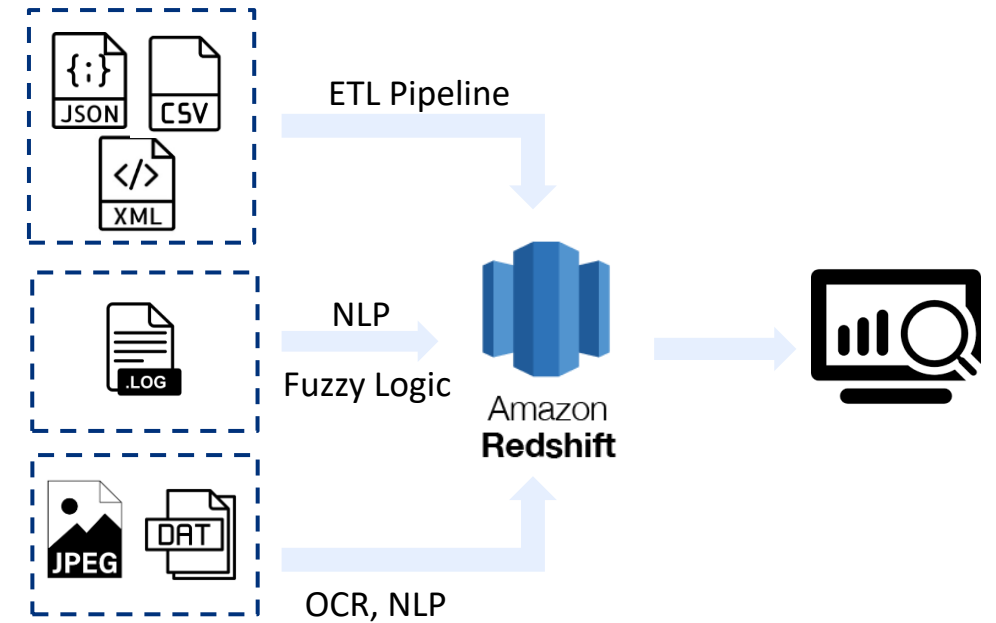 {;}
JSON
CSV
</>
XML
ETL Pipeline
.LOG
NLP
Fuzzy Logic
Amazon
Redshift
JPEG
DAT
OCR, NLP